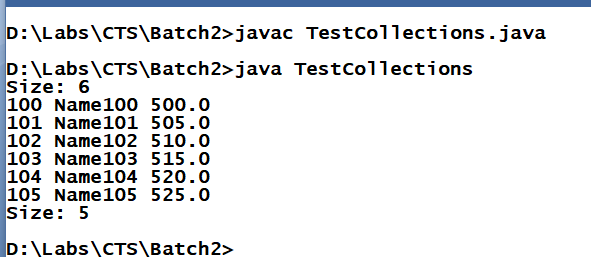 D:\Labs\CTS\Batch2>javac TestCollections.java
D:\Labs\CTS\Batch2>java TestCollections
Size: 6
100 Name100 500.0
101 Name101 505.0
102 Name102 510.0
103 Name103 515.0
104 Name104 520.0
105 Name105 525.0
Size: 5
D:\Labs\CTS\Batch2>